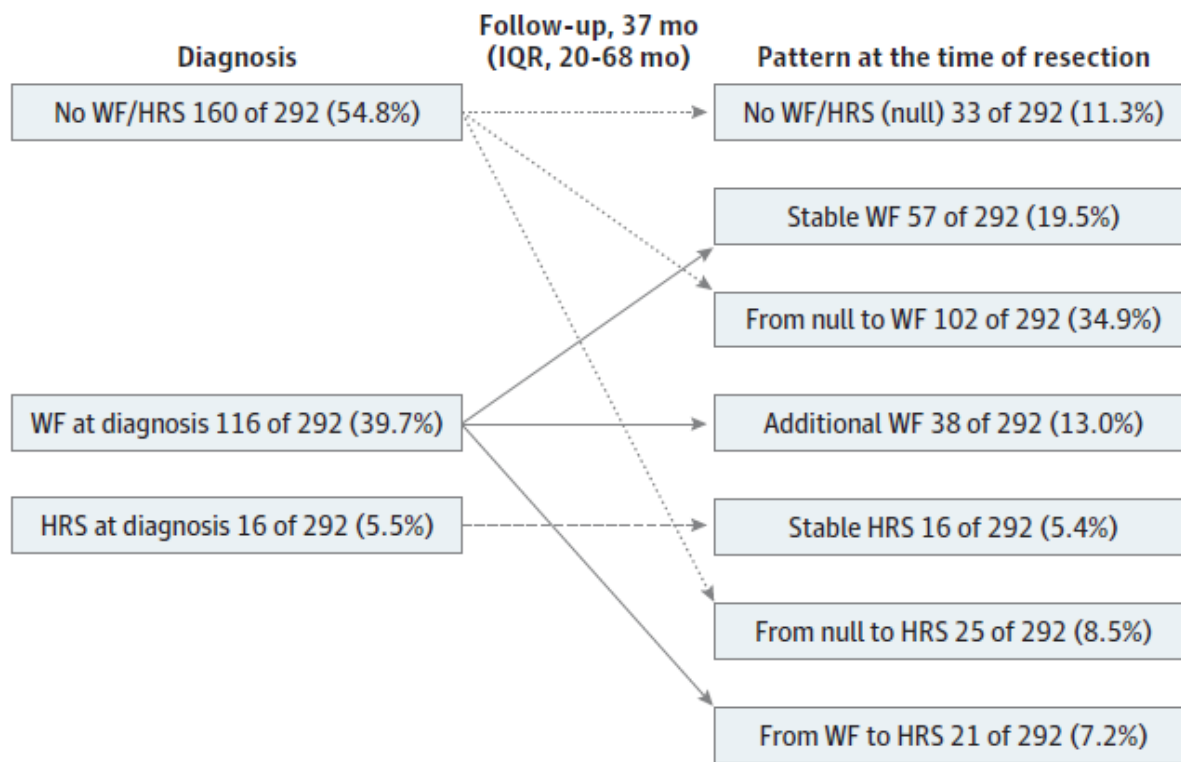 Diagnosis
Follow-up, 37 mo
(IQR, 20-68 mo)
Pattern at the time of resection
No WF/HRS 160 of 292 (54.8%)
No WF/HRS (null) 33 of 292 (11.3%)
Stable WF 57 of 292 (19.5%)
From null to WF 102 of 292 (34.9%)
WF at diagnosis 116 of 292 (39.7%)
Additional WF 38 of 292 (13.0%)
HRS at diagnosis 16 of 292 (5.5%)
Stable HRS 16 of 292 (5.4%)
From null to HRS 25 of 292 (8.5%)
From WF to HRS 21 of 292 (7.2%)